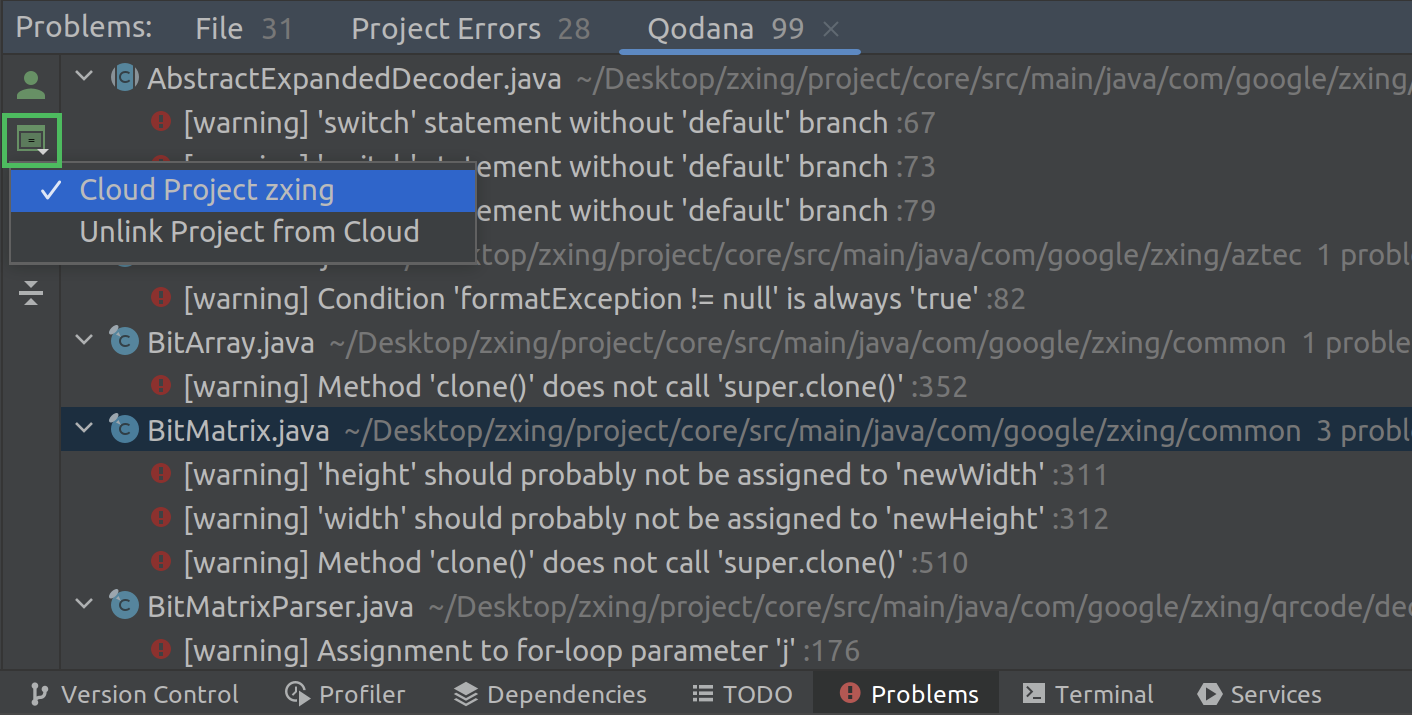 Problems: File 31 Project Errors 28 Qodana 99
AbstractExpandedDecoder.java ~/Desktop/zxing/project/core/src/main/java/com/google/zxing/
[warning] 'switch' statement without 'default' branch :67
statement without 'default' branch :73
Cloud Project zxing
ement without 'default' branch :79
Unlink Project from Cloud
ktop/zxing/project/core/src/main/java/com/google/zxing/aztec 1 probl
[warning] Condition 'formatException != null' is always 'true' :82
BitArray.java ~/Desktop/zxing/project/core/src/main/java/com/google/zxing/common 1 proble
[warning] Method 'clone()' does not call 'super.clone()' :352
BitMatrix.java ~/Desktop/zxing/project/core/src/main/java/com/google/zxing/common 3 probl
[warning] 'height' should probably not be assigned to 'newWidth' :311
[warning] 'width' should probably not be assigned to 'newHeight' :312
[warning] Method 'clone()' does not call 'super.clone()' :510
BitMatrixParser.java ~/Desktop/zxing/project/core/src/main/java/com/google/zxing/qrcode/dec
[warning] Assignment to for-loop parameter 'j' :176
Version Control Profiler Dependencies TODO Problems Terminal Services